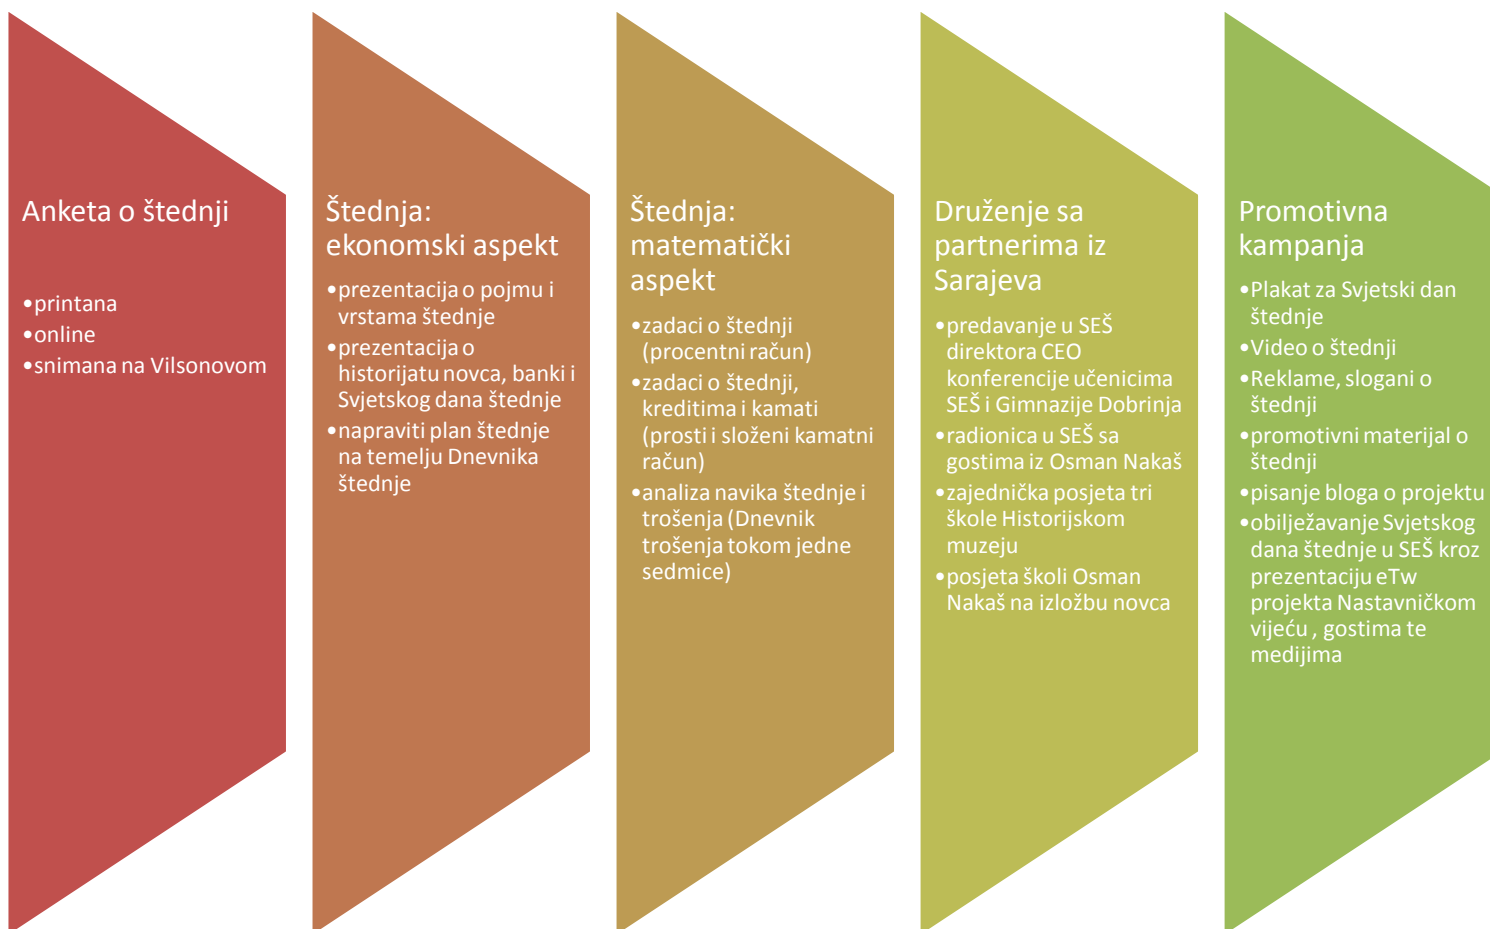 Anketa o štednji
•printana
•online
•snimana na Vilsonovom
Štednja:
ekonomski aspekt
•prezentacija o pojmu i
vrstama štednje
•prezentacija o
historijatu novca, banki i
Svjetskog dana štednje
•napraviti plan štednje
na temelju Dnevnika
štednje
Štednja:
matematički
aspekt
•zadaci o štednji
(procentni račun)
•zadaci o štednji,
kreditima i kamati
(prosti i složeni kamatni
račun)
•analiza navika štednje i
trošenja (Dnevnik
trošenja tokom jedne
sedmice)
Druženje sa
partnerima iz
Sarajeva
•predavanje u SEŠ
direktora CEO
konferencije učenicima
SEŠ i Gimnazije Dobrinja
•radionica u SEŠ sa
gostima iz Osman Nakaš
•zajednička posjeta tri
škole Historijskom
muzeju
•posjeta školi Osman
Nakaš na izložbu novca
Promotivna
kampanja
•Plakat za Svjetski dan
štednje
•Video o štednji
•Reklame, slogani o
štednji
•promotivni materijal o
štednji
•pisanje bloga o projektu
•obilježavanje Svjetskog
dana štednje u SEŠ kroz
prezentaciju eTw
projekta Nastavničkom
vijeću , gostima te
medijima